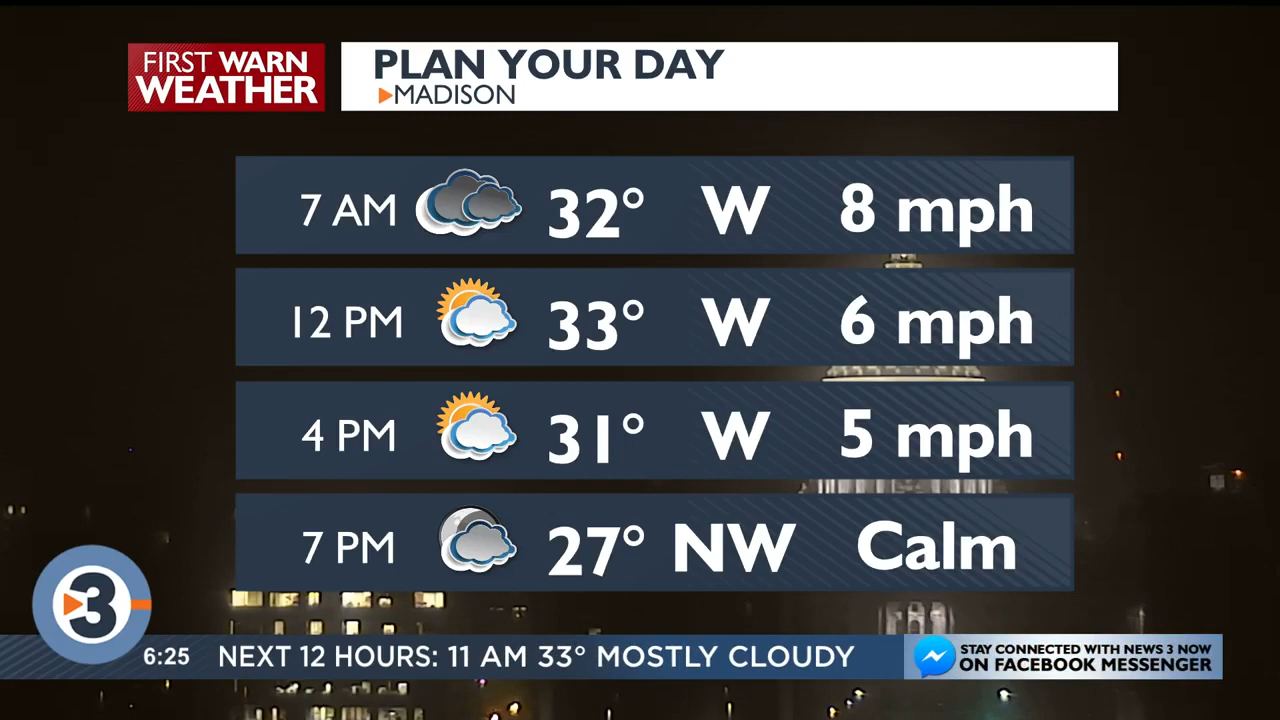 FIRST WARN
WEATHER
PLAN YOUR DAY
MADISON
7 AM 32° W 8 mph
12 PM 33° W 6 mph
4 PM 31° W 5 mph
7 PM 27° NW Calm
3
6:25 NEXT 12 HOURS: 11 AM 33° MOSTLY CLOUDY
STAY CONNECTED WITH NEWS 3 NOW
ON FACEBOOK MESSENGER